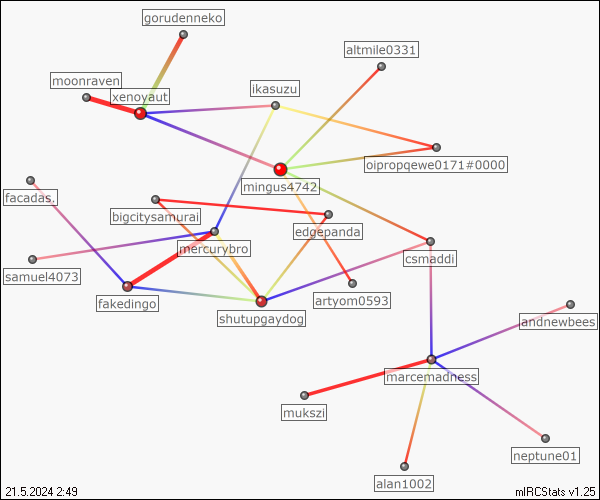 gorudenneko
altmile0331
moonraven
ikasuzu
xenoyaut
oipropqewe0171#0000
mingus4742
facadas.
bigcitysamurai
edgepanda
mercurybro
csmaddi
samuel4073
fakedingo
artyom0593
shutupgaydog
andnewbees
marcemadness
mukszi
neptune01
alan1002
21.5.2024 2:49
mIRCStats v1.25